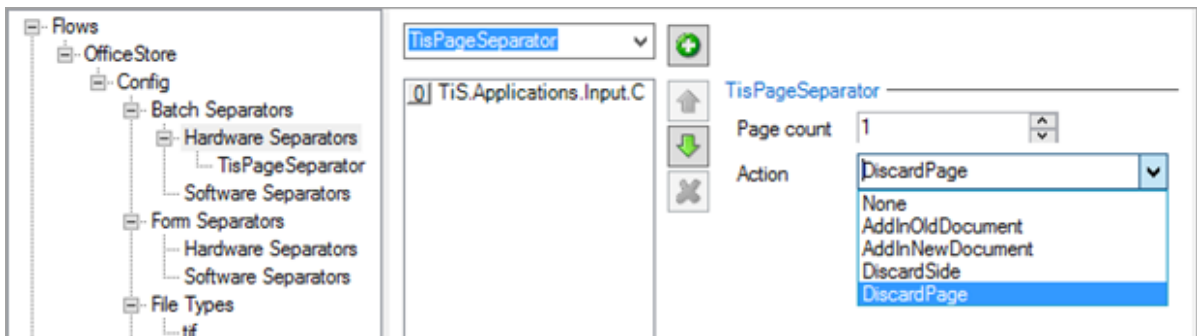 Flows
OfficeStore
Config
Batch Separators
Hardware Separators
TisPageSeparator
Software Separators
Form Separators
Hardware Separators
Software Separators
File Types
tif
TisPageSeparator
0 TiS.Applications.Input.C
TisPageSeparator
Page count 1
Action DiscardPage
None
AddInOldDocument
AddInNewDocument
DiscardSide
DiscardPage